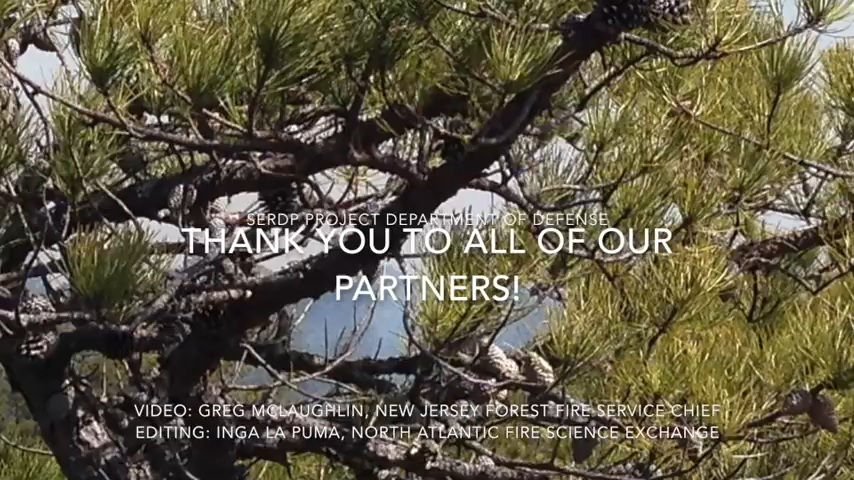 SERDP PROJECT DEPARTMENT OF DEFENSE
THANK YOU TO ALL OF OUR
PARTNERS!
VIDEO: GREG MCLAUGHLIN, NEW JERSEY FOREST FIRE SERVICE CHIEF
EDITING: INGA LA PUMA, NORTH ATLANTIC FIRE SCIENCE EXCHANGE